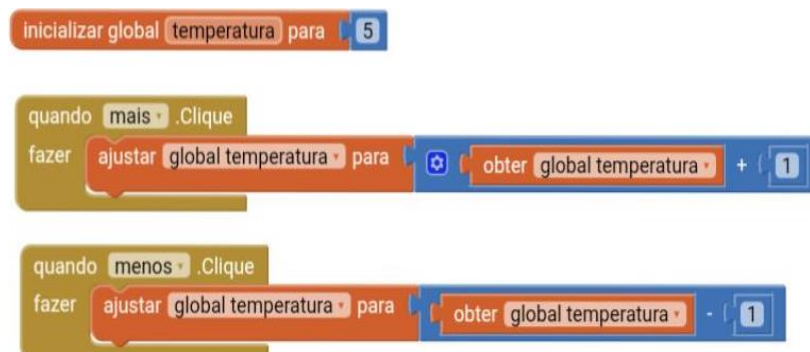 inicializar global temperatura para 5
quando mais .Clique
fazer ajustar global temperatura para obter global temperatura + 1
quando menos .Clique
fazer ajustar global temperatura para obter global temperatura - 1